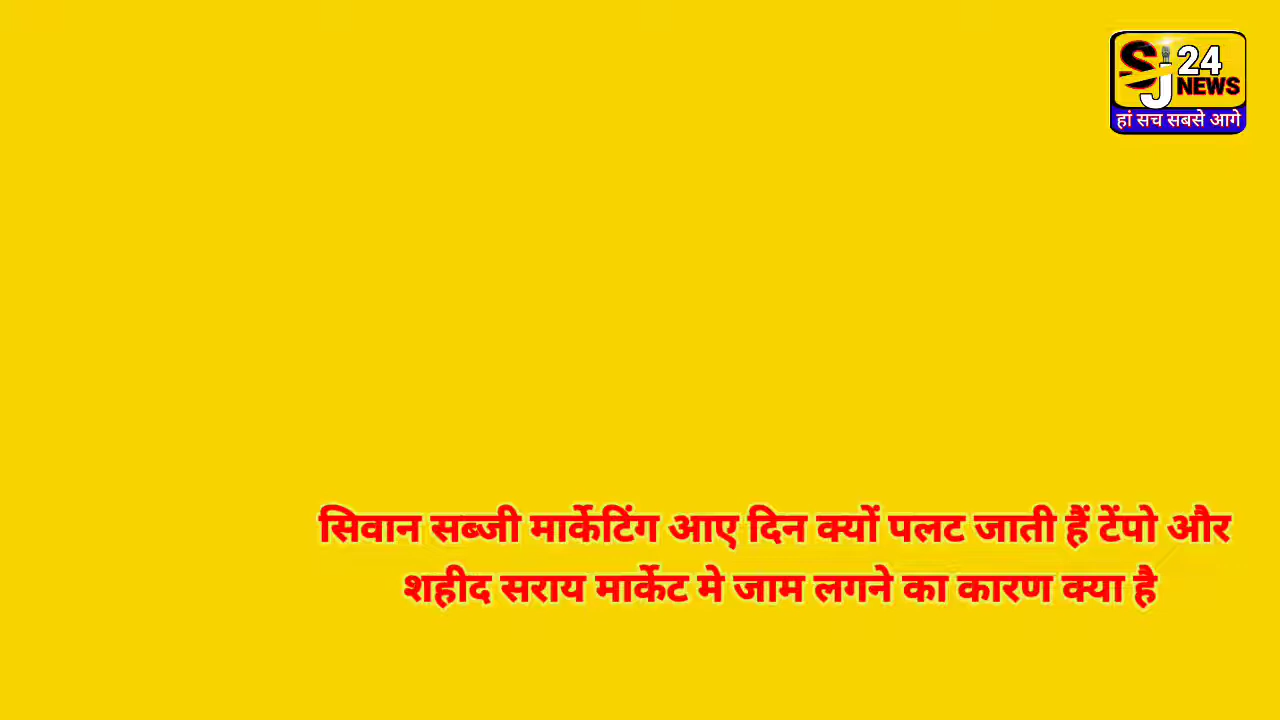 SJ 24
NEWS
हां सच सबसे आगे
सिवान सब्जी मार्केटिंग आए दिन क्यों पलट जाती हैं टेंपो और
शहीद सराय मार्केट मे जाम लगने का कारण क्या है